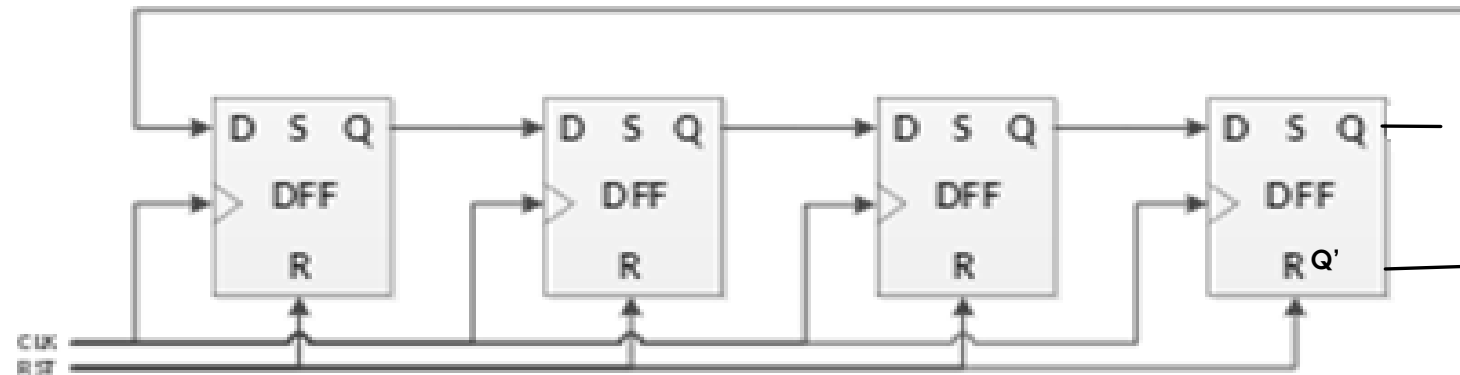 D S Q D S Q D S Q D S Q
DFF DFF DFF DFF
R R R R Q'
CLK
RST